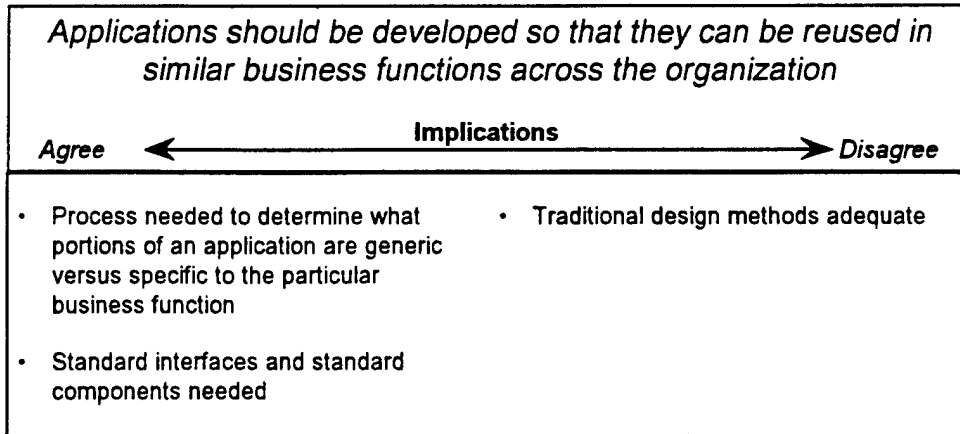 Applications should be developed so that they can be reused in
similar business functions across the organization
Implications
Agree
Disagree
• Process needed to determine what
portions of an application are generic
versus specific to the particular
business function
• Standard interfaces and standard
components needed
• Traditional design methods adequate